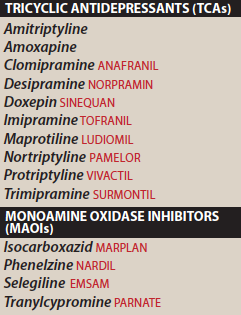 TRICYCLIC ANTIDEPRESSANTS (TCAs)
Amitriptyline
Amoxapine
Clomipramine ANAFRANIL
Desipramine NORPRAMIN
Doxepin SINEQUAN
Imipramine TOFRANIL
Maprotiline LUDIOMIL
Nortriptyline PAMELOR
Protriptyline VIVACTIL
Trimipramine SURMONTIL
MONOAMINE OXIDASE INHIBITORS
(MAOIs)
Isocarboxazid MARPLAN
Phenelzine NARDIL
Selegiline EMSAM
Tranylcypromine PARNATE